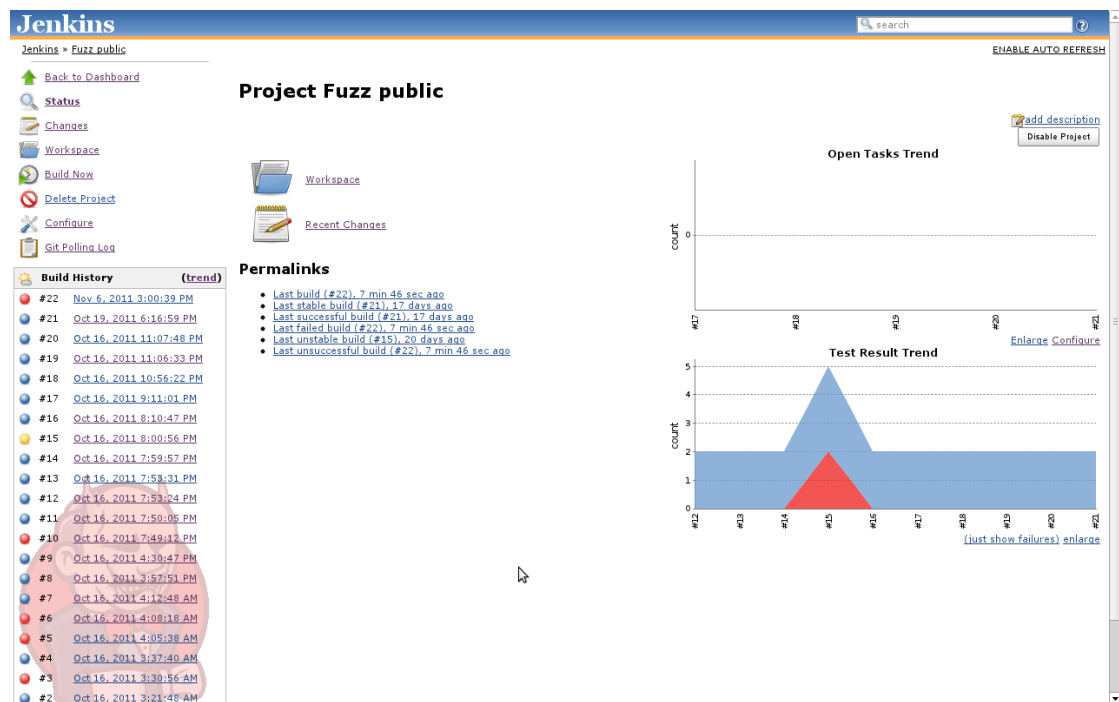 Jenkins
search
Jenkins » Fuzz public
ENABLE AUTO REFRESH
Back to Dashboard
Status
Changes
Workspace
Build Now
Delete Project
Configure
Git Polling Log
Build History (trend)
#22 Nov 6, 2011 3:00:39 PM
#21 Oct 19, 2011 6:16:59 PM
#20 Oct 16, 2011 11:07:48 PM
#19 Oct 16, 2011 11:06:33 PM
#18 Oct 16, 2011 10:56:22 PM
#17 Oct 16, 2011 9:11:01 PM
#16 Oct 16, 2011 8:10:47 PM
#15 Oct 16, 2011 8:00:56 PM
#14 Oct 16, 2011 7:59:57 PM
#13 Oct 16, 2011 7:53:31 PM
#12 Oct 16, 2011 7:53:24 PM
#11 Oct 16, 2011 7:50:05 PM
#10 Oct 16, 2011 7:49:12 PM
#9 Oct 16, 2011 4:30:47 PM
#8 Oct 16, 2011 3:57:51 PM
#7 Oct 16, 2011 4:12:48 AM
#6 Oct 16, 2011 4:08:18 AM
#5 Oct 16, 2011 4:05:38 AM
#4 Oct 16, 2011 3:37:40 AM
#3 Oct 16, 2011 3:30:56 AM
#2 Oct 16, 2011 3:21:48 AM
Project Fuzz public
add description
Disable Project
Workspace
Recent Changes
Permalinks
Last build (#22), 7 min 46 sec ago
Last stable build (#21), 17 days ago
Last successful build (#21), 17 days ago
Last failed build (#22), 7 min 46 sec ago
Last unstable build (#15), 20 days ago
Last unsuccessful build (#22), 7 min 46 sec ago
Open Tasks Trend
count
0
#17 #18 #19 #20 #21
Enlarge Configure
Test Result Trend
count
5
4
3
2
1
0
#12 #13 #14 #15 #16 #17 #18 #19 #20 #21
(just show failures) enlarge